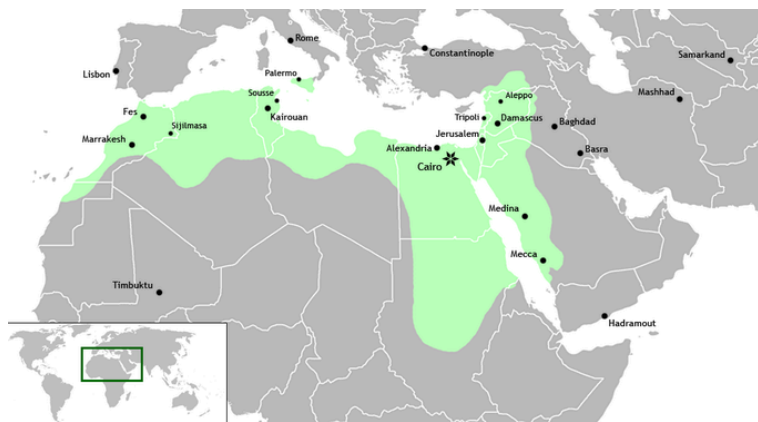 Rome
Constantinople
Samarkand
Lisbon
Palermo
Mashhad
Sousse
Aleppo
Fes
Kairouan
Tripoli
Damascus
Baghdad
Sijilmasa
Marrakesh
Jerusalem
Alexandria
Basra
Cairo
Medina
Mecca
Timbuktu
Hadramout